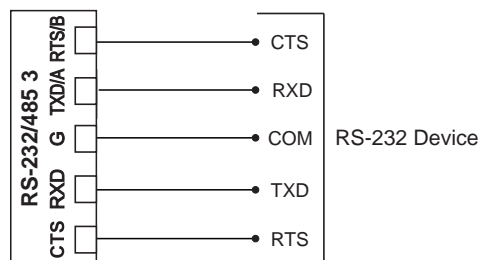 RS-232/485 3
RTS/B
TXD/A
G
RXD
CTS
CTS
RXD
COM
TXD
RTS
RS-232 Device